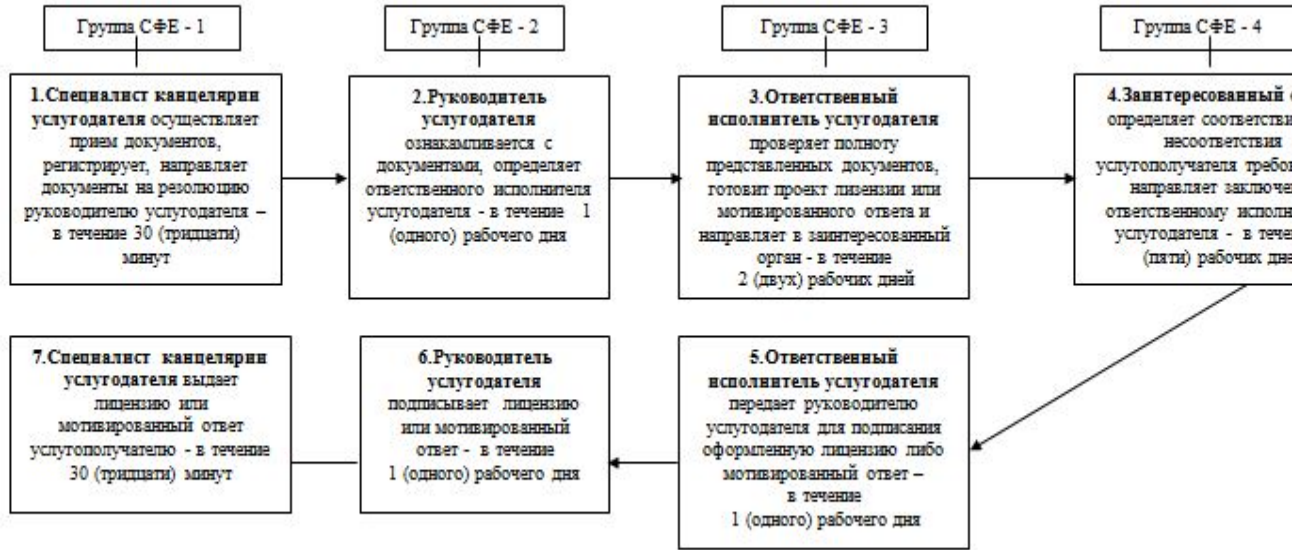 Группа СФЕ - 1
Группа СФЕ - 2
Группа СФЕ - 3
Группа СФЕ - 4
1.Специалист канцелярии
услугодателя осуществляет
прием документов,
регистрирует, направляет
документы на резолюцию
руководителю услугодателя –
в течение 30 (тридцати)
минут
2.Руководитель
услугодателя
ознакамливается с
документами, определяет
ответственного исполнителя
услугодателя - в течение 1
(одного) рабочего дня
3.Ответственный
исполнитель услугодателя
проверяет полноту
представленных документов,
готовит проект лизензии или
мотивированного ответа и
направляет в заинтересованный
орган - в течение
2 (двух) рабочих дней
4.Заинтересованный
определяет
несоответствия
услугополучателя
направляет
ответственному
услугодателя - в
(пяти) рабочих
7.Специалист канцелярии
услугодателя выдает
лицензию или
мотивированный ответ
услугополучателю - в течение
30 (тридцати) минут
6.Руководитель
услугодателя
подписывает лицензию
или мотивированный
ответ - в течение
1 (одного) рабочего дня
5.Ответственный
исполнитель услугодателя
передает руководителю
услугодателя для подписания
оформленную лицензию либо
мотивированный ответ –
в течение
1 (одного) рабочего дня